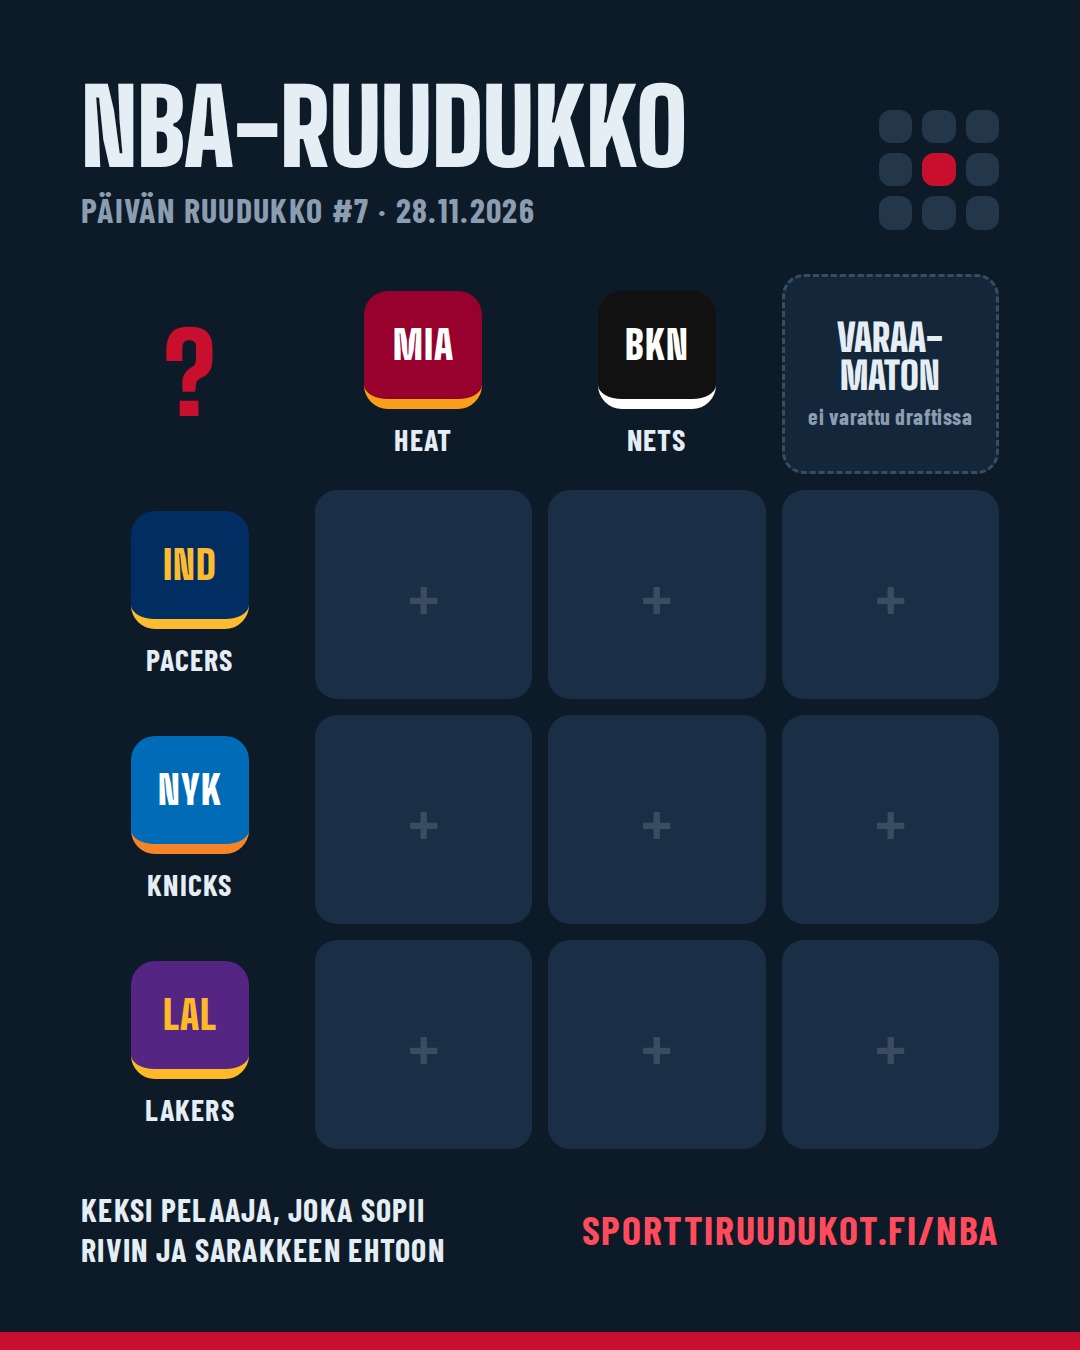 NBA–RUUDUKKO
PÄIVÄN RUUDUKKO #7 · 28.11.2026
?
MIA
HEAT
BKN
NETS
VARAA–
MATON
ei varattu draftissa
IND
PACERS
+
+
+
NYK
KNICKS
+
+
+
LAL
LAKERS
+
+
+
KEKSI PELAAJA, JOKA SOPII
RIVIN JA SARAKKEEN EHTOON
SPORTTIRUUDUKOT.FI/NBA